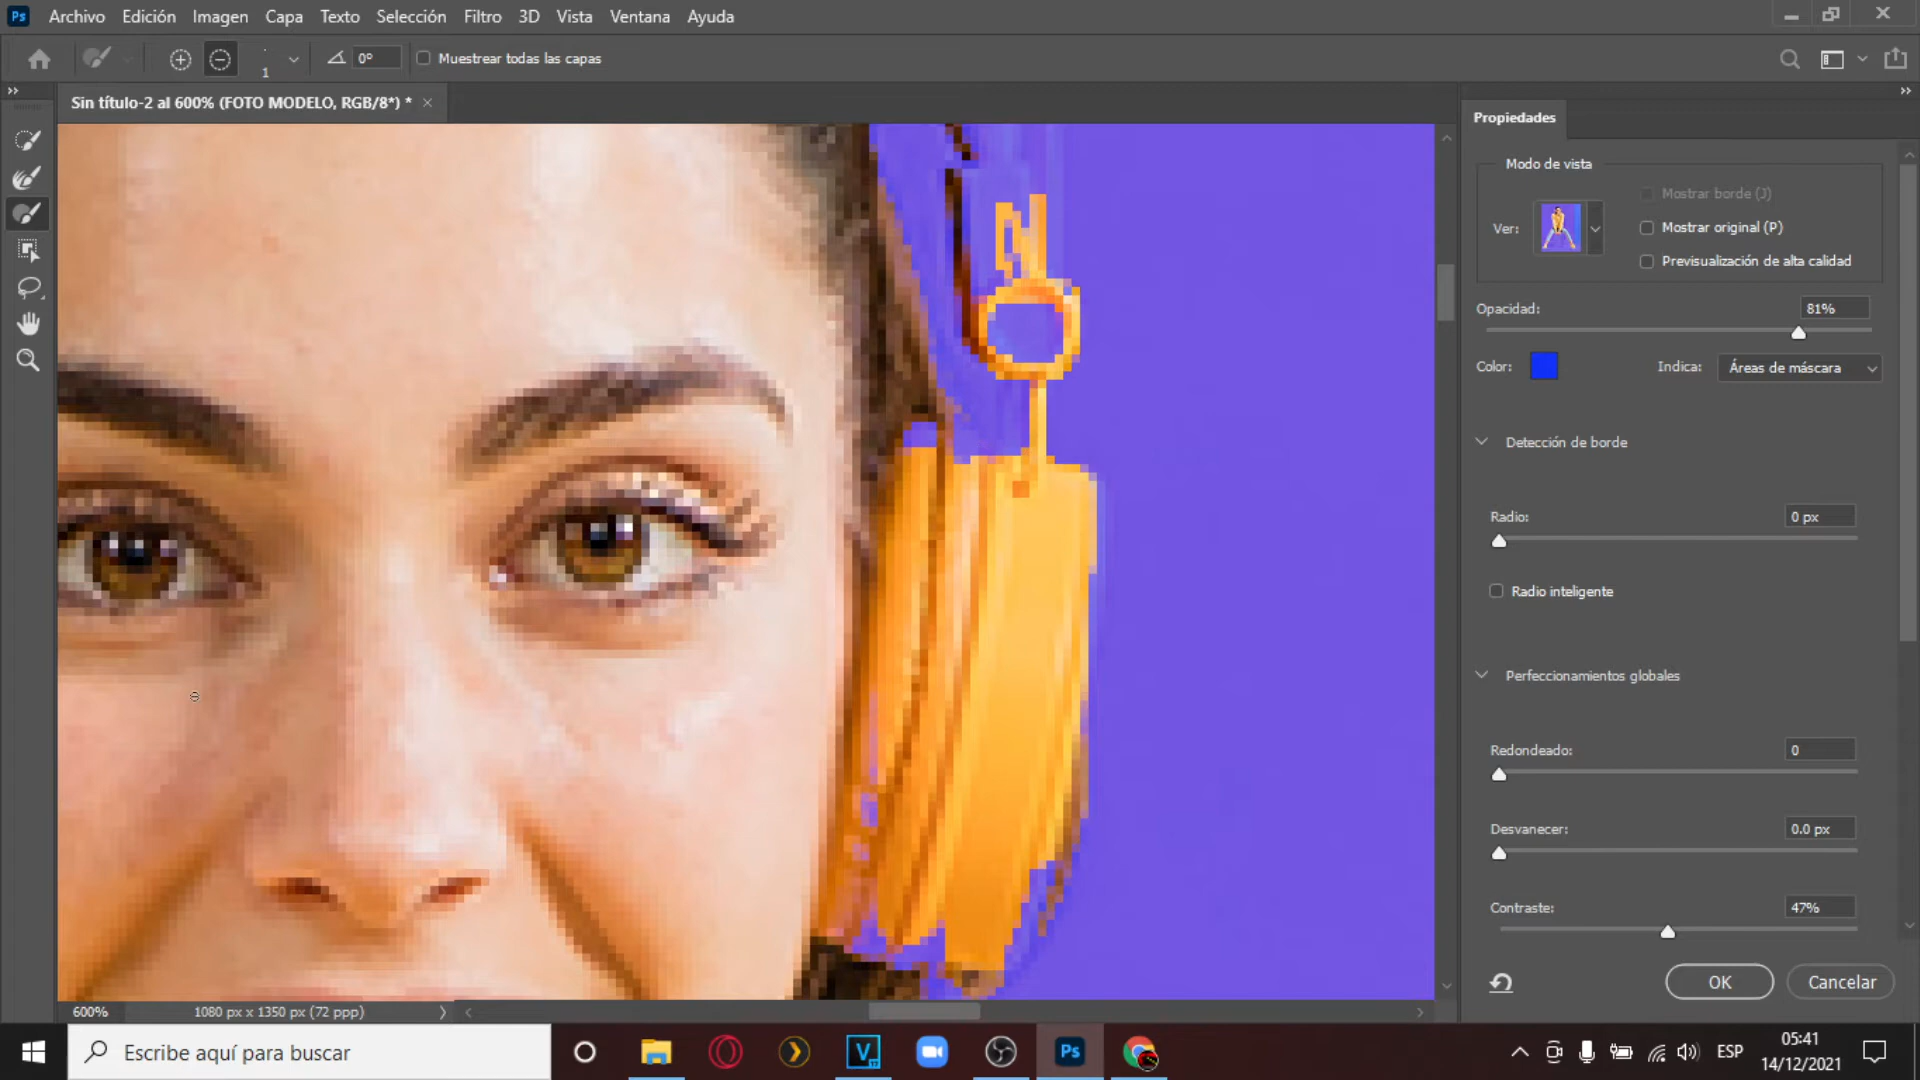 Ps Archivo Edición Imagen Capa Texto Selección Filtro 3D Vista Ventana Ayuda
1 0° Muestrear todas las capas
Sin título-2 al 600% (FOTO MODELO, RGB/8*) *
Propiedades
Modo de vista
Mostrar borde (J)
Ver: Mostrar original (P)
Previsualización de alta calidad
Opacidad: 81%
Color: Indica: Áreas de máscara
Detección de borde
Radio: 0 px
Radio inteligente
Perfeccionamientos globales
Redondeado: 0
Desvanecer: 0.0 px
Contraste: 47%
OK Cancelar
600% 1080 px x 1350 px (72 ppp)
Escribe aquí para buscar
V
Ps
ESP
05:41
14/12/2021